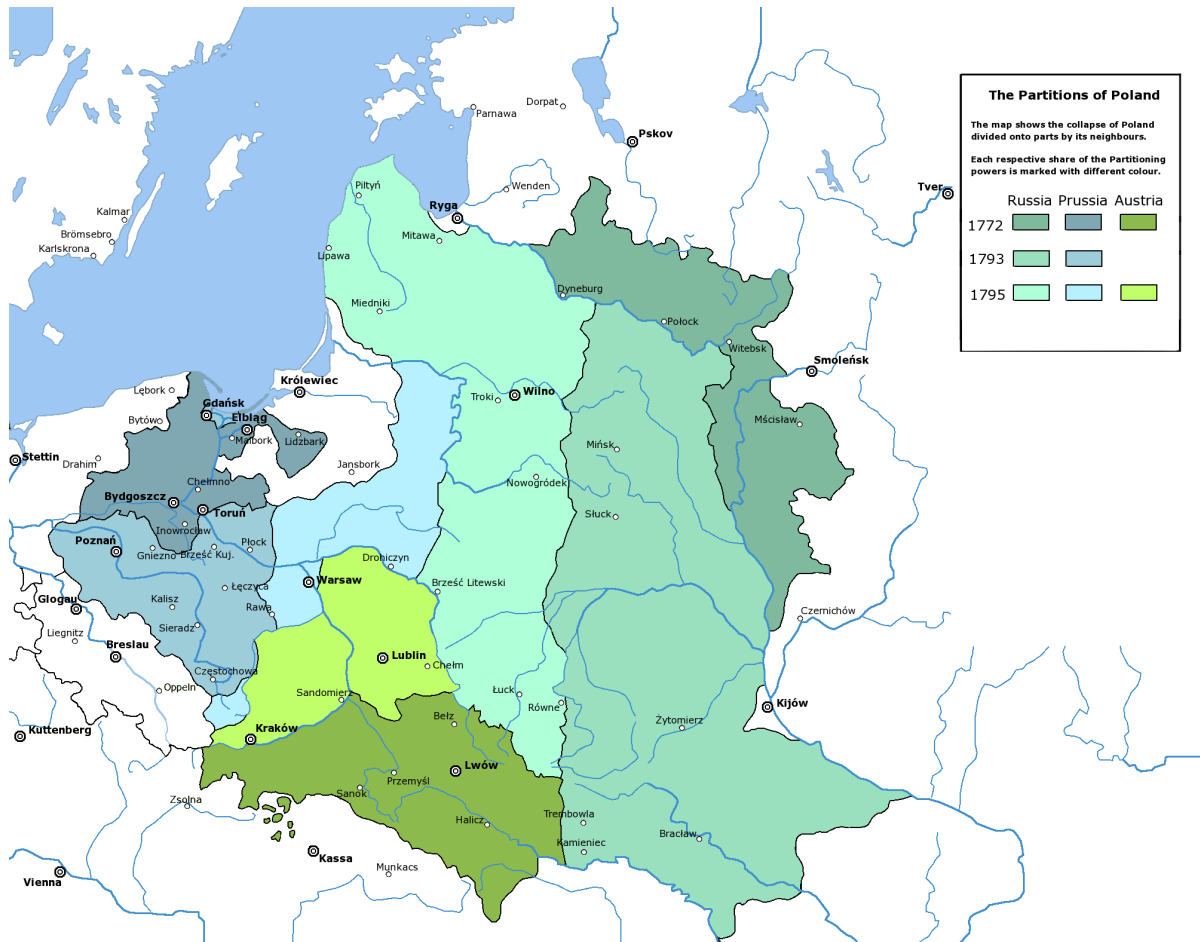 The Partitions of Poland
The map shows the collapse of Poland
divided onto parts by its neighbours.
Each respective share of the Partitioning
powers is marked with different colour.
Russia Prussia Austria
1772
1793
1795
Dorpat
Parnawa
Pskov
Tver
Piltyń
Wenden
Ryga
Kalmar
Brömsebro
Karlskrona
Mitawa
Lipawa
Dyneburg
Miedniki
Połock
Witebsk
Smoleńsk
Królewiec
Lębork
Troki
Wilno
Gdańsk
Elbląg
Bytów
Malbork
Lidzbark
Mścisław
Mińsk
Stettin
Drahim
Jansbork
Chełmno
Nowogródek
Bydgoszcz
Toruń
Słuck
Inowrocław
Poznań
Gniezno
Brześć Kuj.
Płock
Drohiczyn
Warsaw
Brześć Litewski
Łęczyca
Glogau
Kalisz
Rawa
Czernichów
Sieradz
Liegnitz
Breslau
Lublin
Chełm
Częstochowa
Oppeln
Sandomierz
Łuck
Równe
Kijów
Bełz
Żytomierz
Kuttenberg
Kraków
Lwów
Przemyśl
Sanok
Zsolna
Halicz
Trembowla
Bracław
Kamieniec
Kassa
Munkacs
Vienna